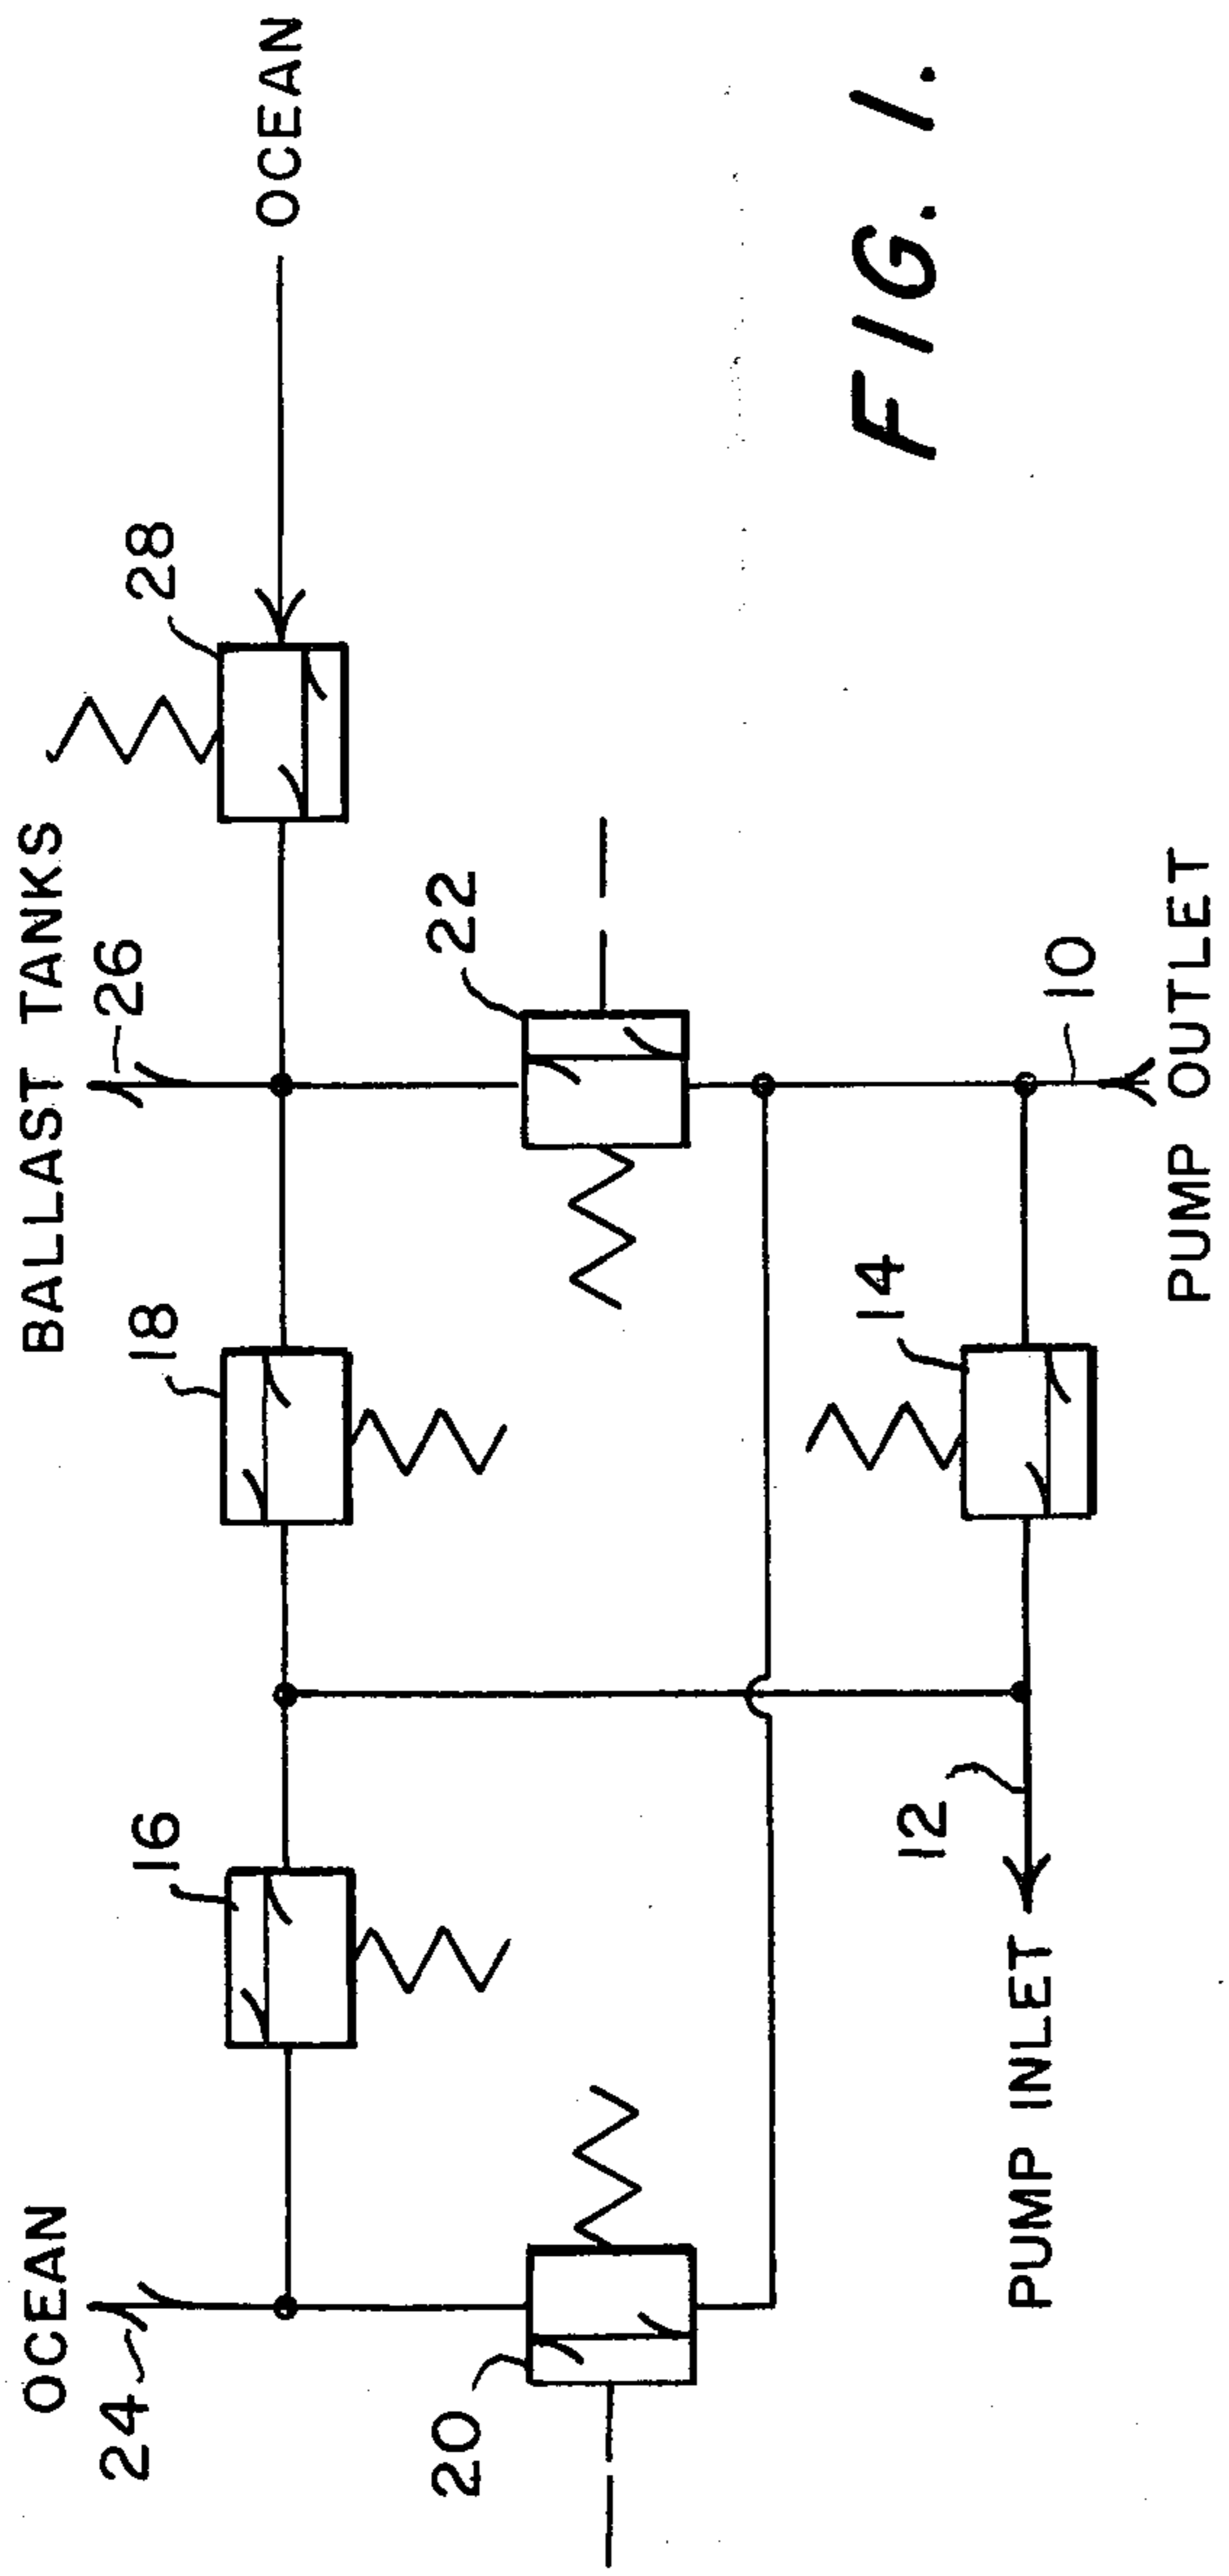 OCEAN
24
BALLAST TANKS
26
OCEAN
16
18
28
20
22
12
14
10
PUMP INLET
PUMP OUTLET
FIG. 1.